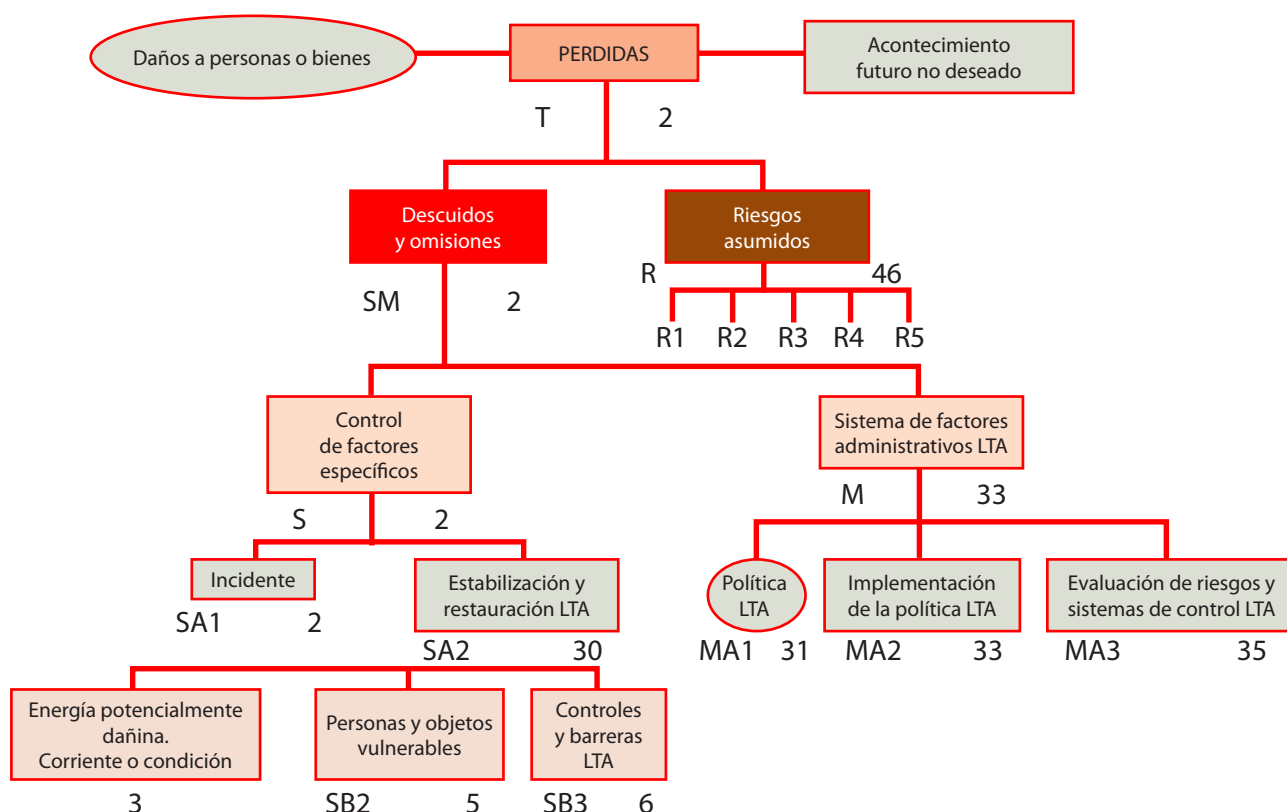 Daños a personas o bienes
PERDIDAS
Acontecimiento
futuro no deseado
T 2
Descuidos
y omisiones
Riesgos
asumidos
SM 2
R 46
R1 R2 R3 R4 R5
Control
de factores
específicos
Sistema de factores
administrativos LTA
S 2
M 33
Incidente
Estabilización y
restauración LTA
Política
LTA
Implementación
de la política LTA
Evaluación de riesgos y
sistemas de control LTA
SA1 2
SA2 30
MA1 31
MA2 33
MA3 35
Energía potencialmente
dañina.
Corriente o condición
Personas y objetos
vulnerables
Controles
y barreras
LTA
3
SB2 5
SB3 6